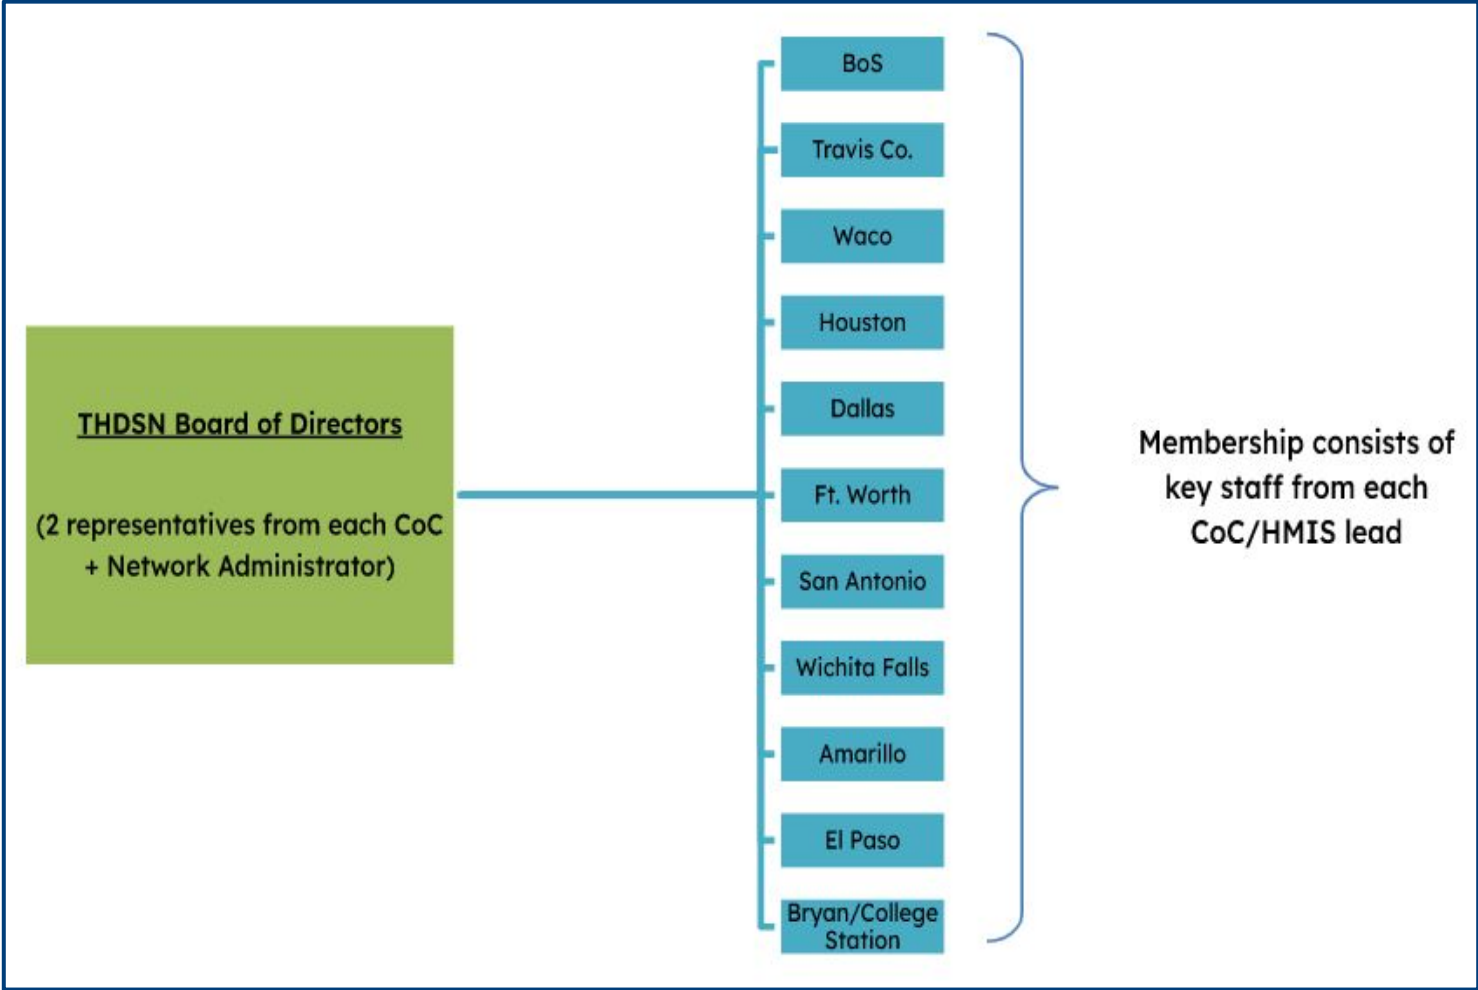 THDSN Board of Directors
(2 representatives from each CoC
+ Network Administrator)
BoS
Travis Co.
Waco
Houston
Dallas
Ft. Worth
San Antonio
Wichita Falls
Amarillo
El Paso
Bryan/College
Station
Membership consists of
key staff from each
CoC/HMIS lead